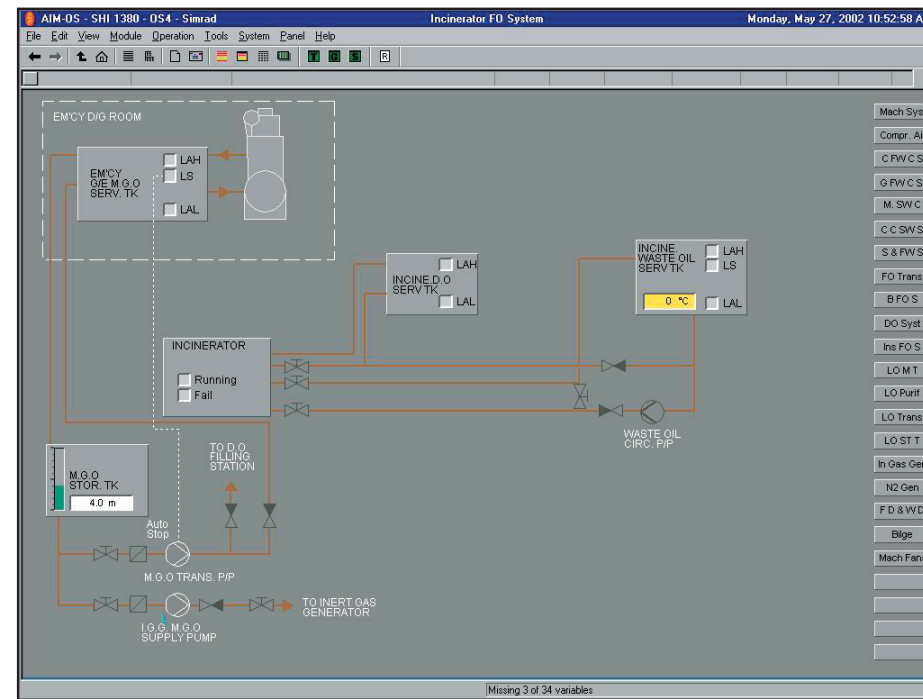 AIM-OS - SHI 1380 - OS4 - Simrad
Incinerator FO System
Monday, May 27, 2002 10:52:58 A
File Edit View Module Operation Tools System Panel Help
T G S R
EM'CY D/G ROOM
EM'CY
G/E M.G.O
SERV. TK
LAH
LS
LAL
INCINE.D.O
SERV TK
LAH
LAL
INCINE.
WASTE OIL
SERV TK
LAH
LS
0 °C
LAL
INCINERATOR
Running
Fail
WASTE OIL
CIRC. P/P
TO D.O
FILLING
STATION
M.G.O
STOR. TK
4.0 m
Auto
Stop
M.G.O TRANS. P/P
TO INERT GAS
GENERATOR
I.G.G. M.G.O
SUPPLY PUMP
Mach Sys
Compr. Ai
C FW C S
G FW C S
M. SW C
C C SW S
S & FW S
FO Trans
B FO S
DO Syst
Ins FO S
LO M T
LO Purif
LO Trans
LO ST T
In Gas Gen
N2 Gen
F D & W D
Bilge
Mach Fans
Missing 3 of 34 variables